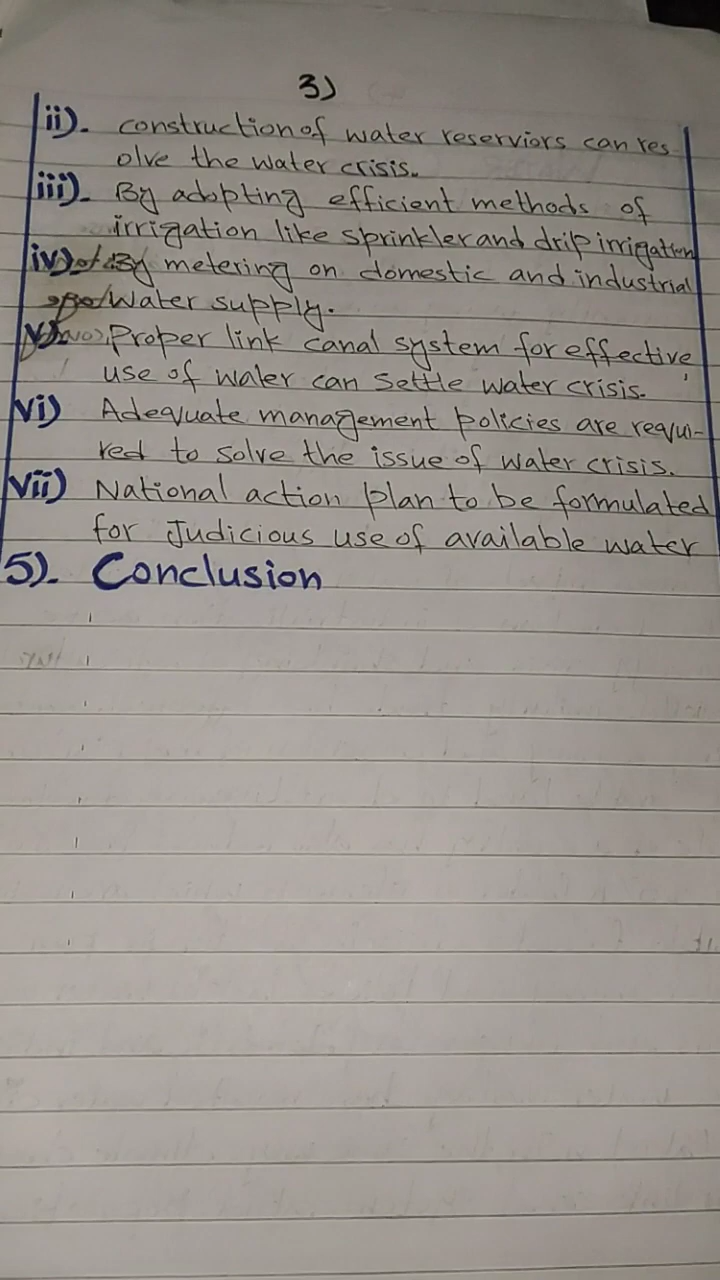 3)
ii). construction of water reserviors can res
olve the water crisis.
iii). By adopting efficient methods of
irrigation like sprinkler and drip irrigation
iv) By metering on domestic and industrial
water supply.
v) Proper link canal system for effective
use of water can settle water crisis.
vi) Adequate management policies are requi-
red to solve the issue of water crisis.
vii) National action plan to be formulated
for Judicious use of available water
5). Conclusion